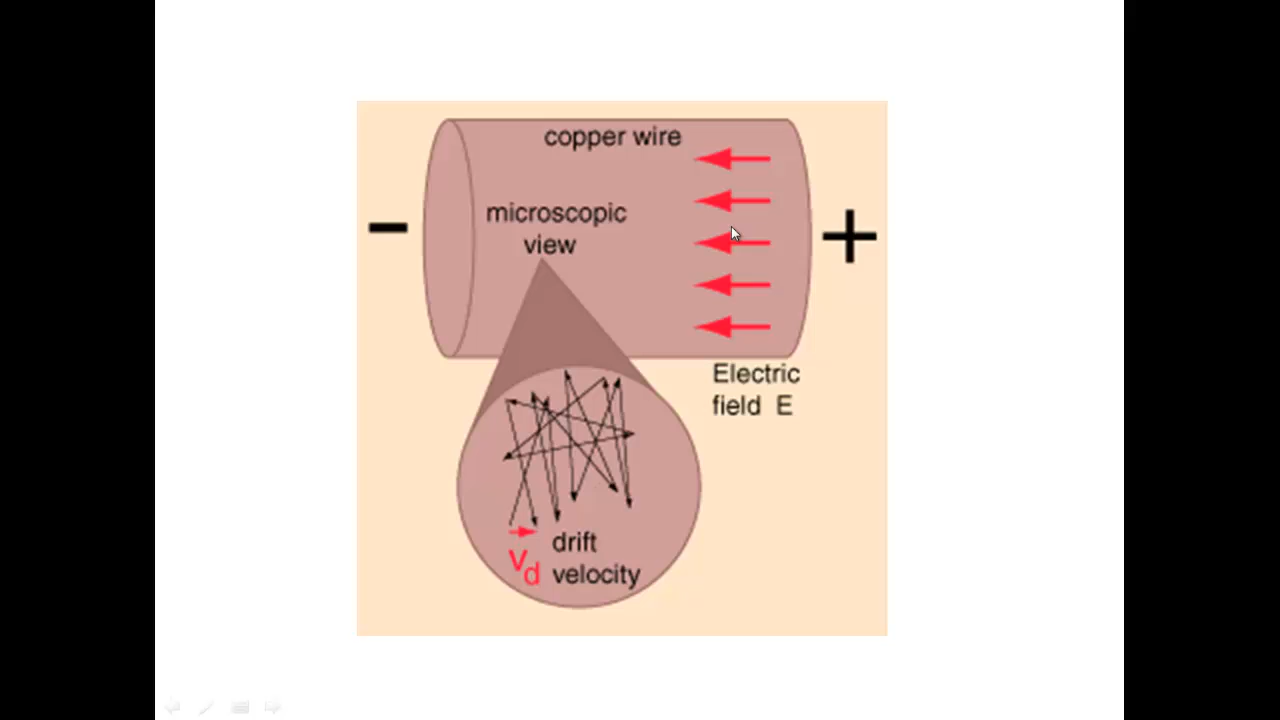 copper wire
microscopic
view
−
+
Electric
field E
drift
velocity
Vd